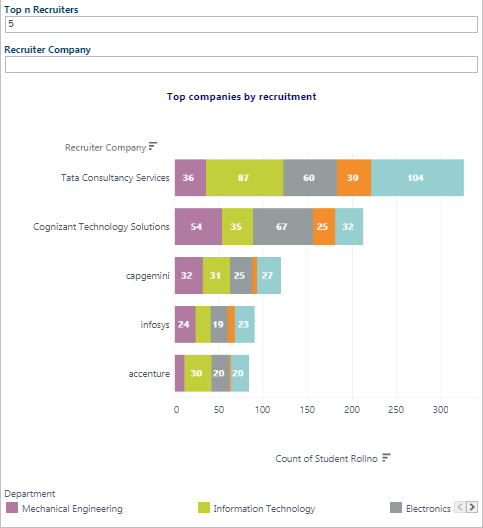 Top n Recruiters
5
Recruiter Company
Top companies by recruitment
Recruiter Company
Tata Consultancy Services 36 87 60 39 104
Cognizant Technology Solutions 54 35 67 25 32
capgemini 32 31 25 27
infosys 24 19 23
accenture 30 20 20
0 50 100 150 200 250 300
Count of Student Rollno
Department
Mechanical Engineering Information Technology Electronics